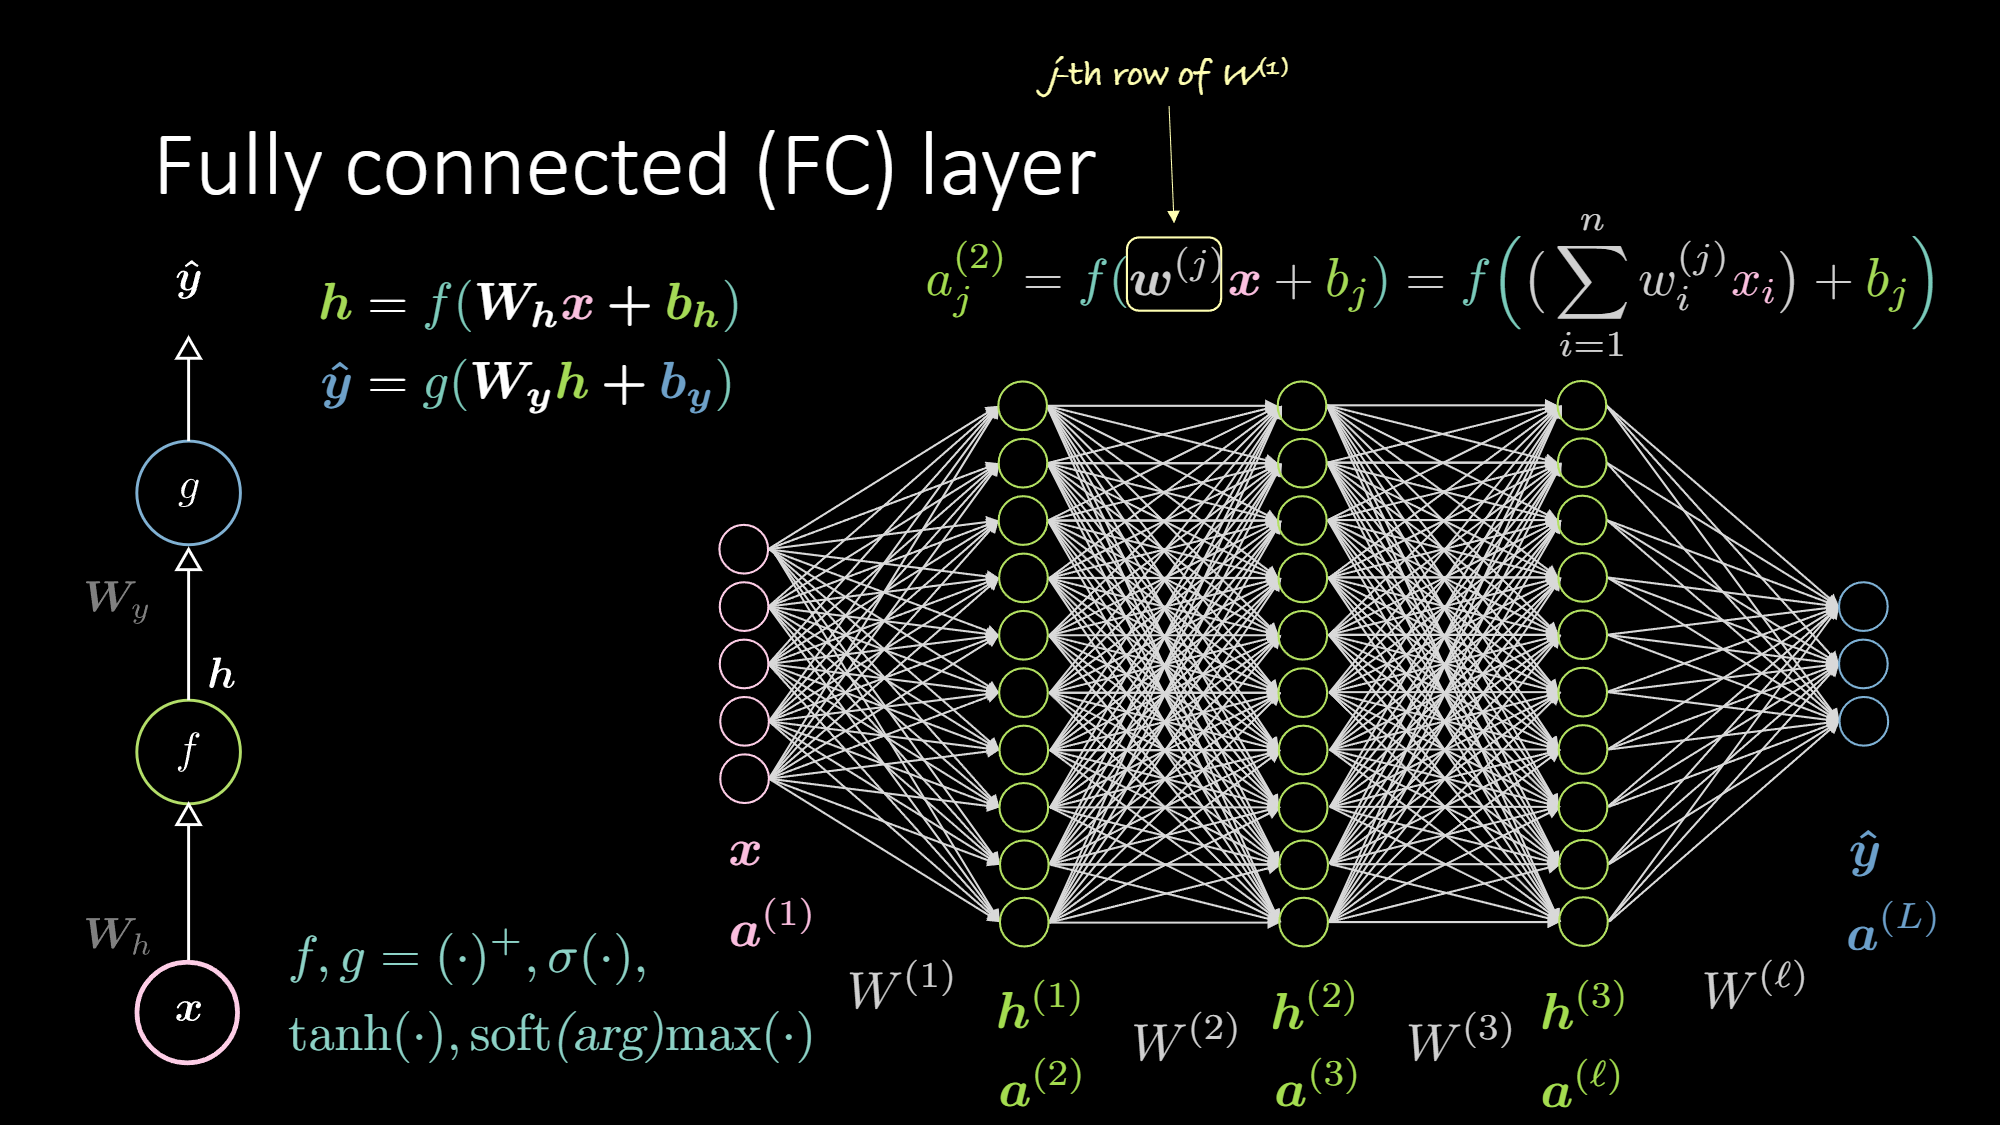 j-th row of W⁽¹⁾
Fully connected (FC) layer
a_j^{(2)} = f(w^{(j)}x + b_j) = f((∑_{i=1}^{n} w_i^{(j)}x_i) + b_j)
ŷ
h = f(W_h x + b_h)
ŷ = g(W_y h + b_y)
g
W_y
h
f
W_h
x
f, g = (·)⁺, σ(·),
tanh(·), soft(arg)max(·)
x
a⁽¹⁾
W⁽¹⁾
h⁽¹⁾
a⁽²⁾
W⁽²⁾
h⁽²⁾
a⁽³⁾
W⁽³⁾
h⁽³⁾
a^{(ℓ)}
W^{(ℓ)}
ŷ
a^{(L)}